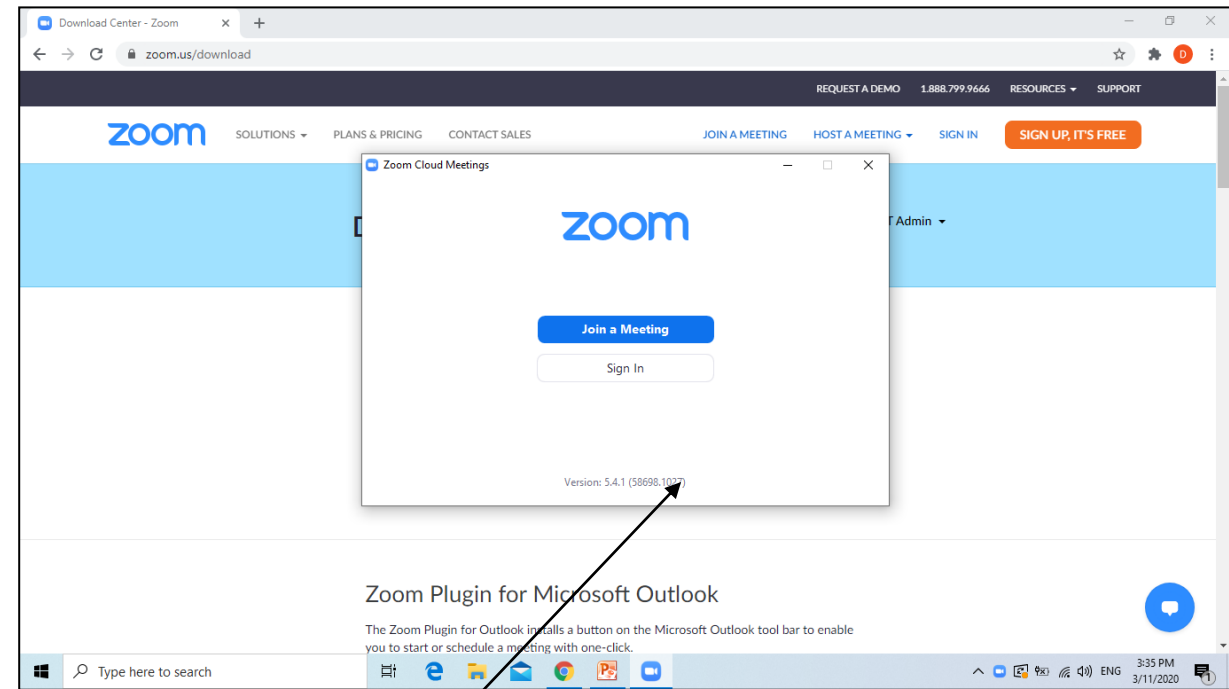 Download Center - Zoom
zoom.us/download
REQUEST A DEMO 1.888.799.9666 RESOURCES SUPPORT
zoom SOLUTIONS PLANS & PRICING CONTACT SALES JOIN A MEETING HOST A MEETING SIGN IN SIGN UP, IT'S FREE
Zoom Cloud Meetings
zoom
Admin
Join a Meeting
Sign In
Version: 5.4.1 (58698.1027)
Zoom Plugin for Microsoft Outlook
The Zoom Plugin for Outlook installs a button on the Microsoft Outlook tool bar to enable
you to start or schedule a meeting with one-click.
Type here to search
ENG
3:35 PM
3/11/2020